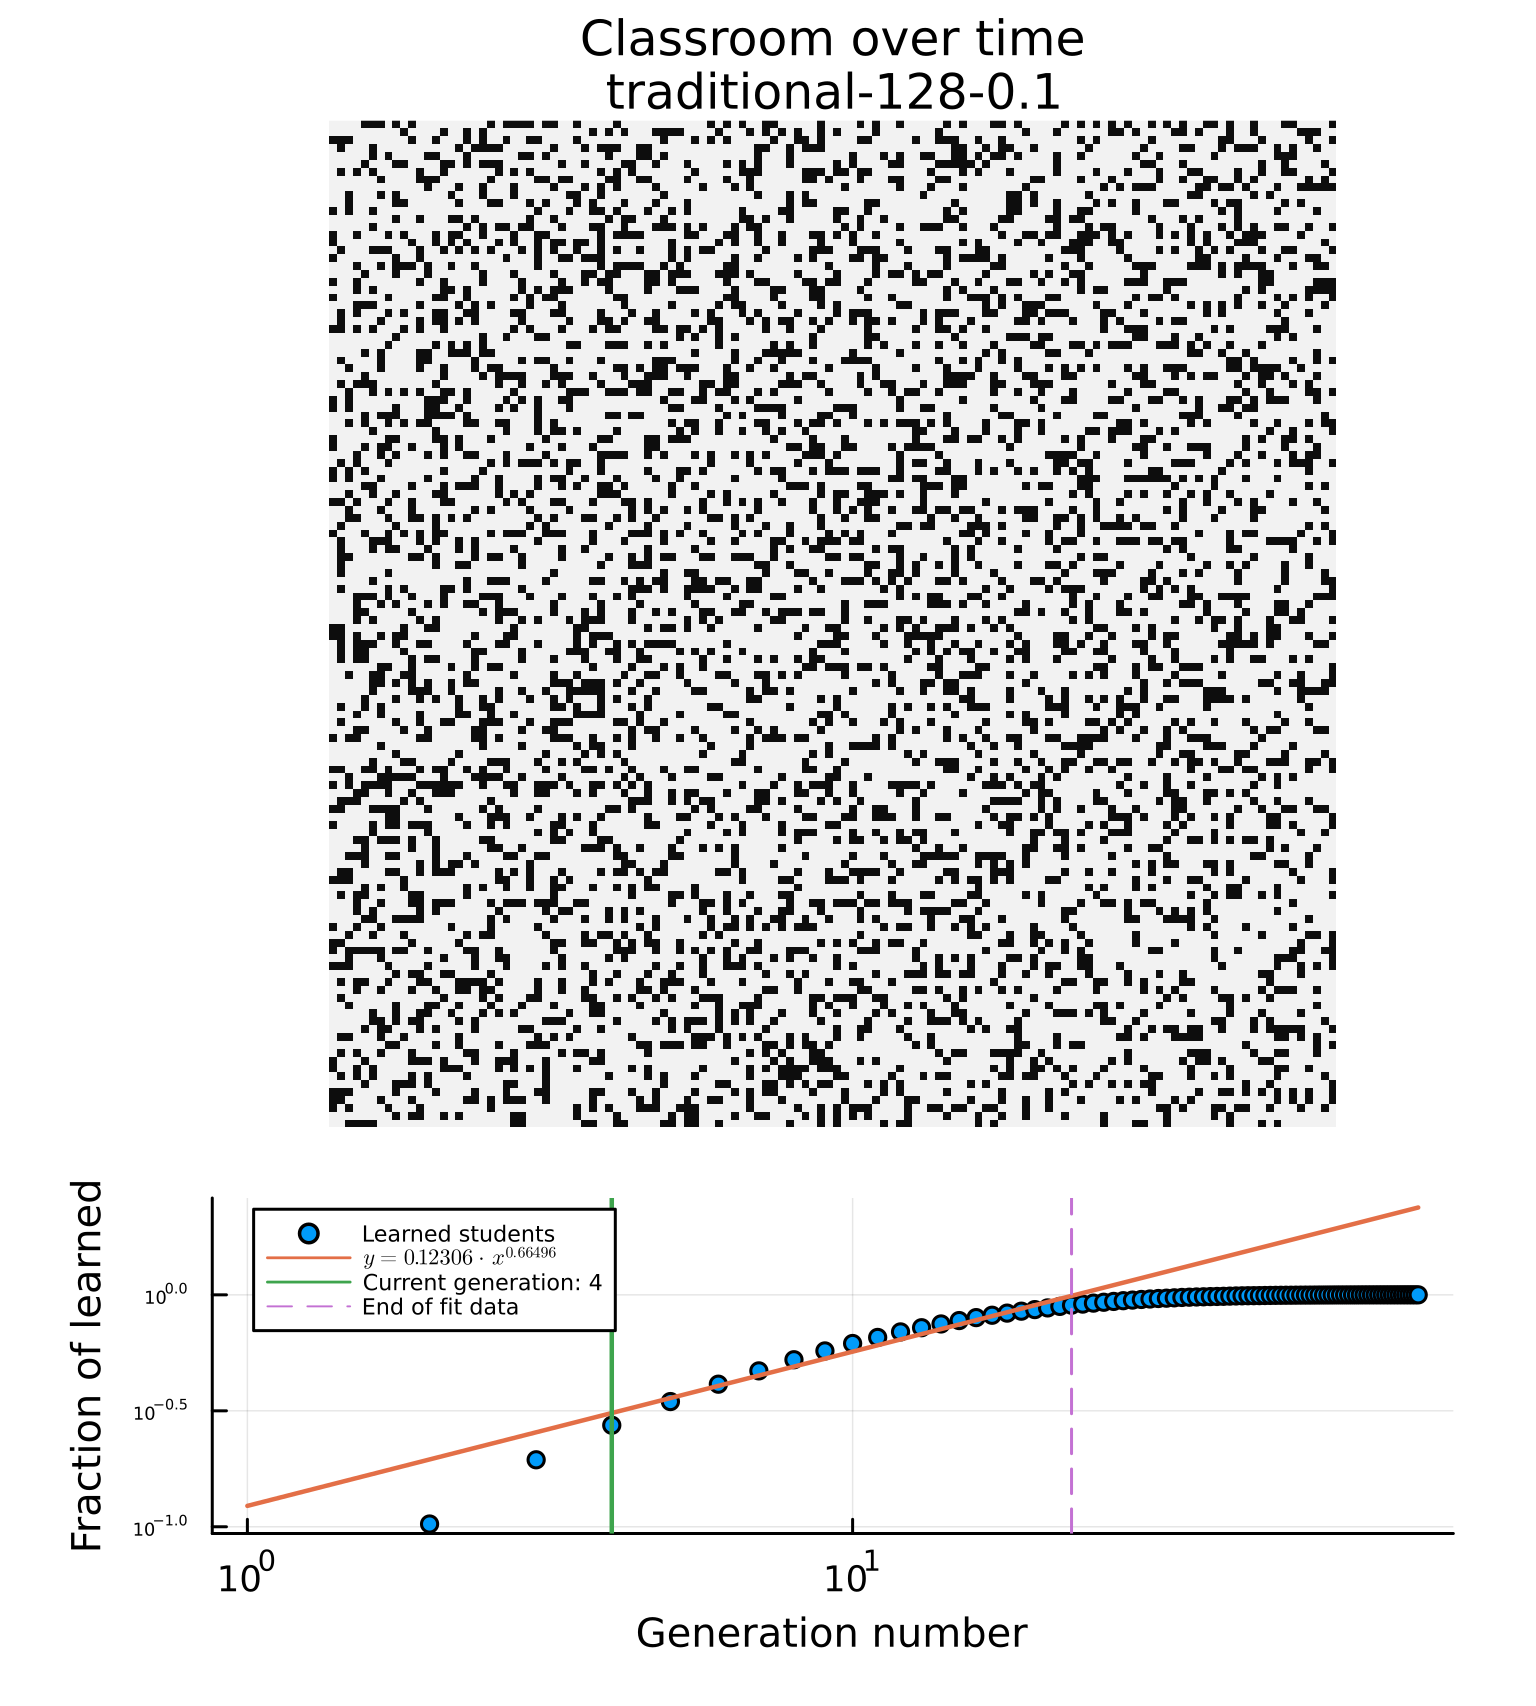 Classroom over time
traditional-128-0.1
Fraction of learned
Learned students
y = 0.12306 · x^0.66496
Current generation: 4
End of fit data
10^0.0
10^−0.5
10^−1.0
10^0
10^1
Generation number